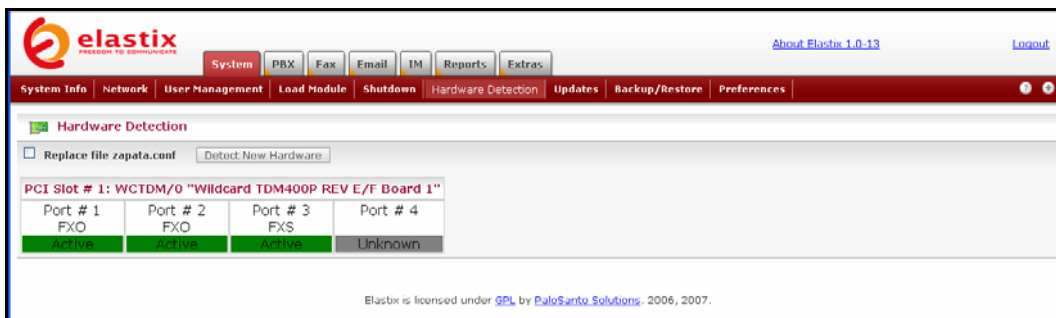 elastix
FREEDOM TO COMMUNICATE
About Elastix 1.0-13
Logout
System PBX Fax Email IM Reports Extras
System Info Network User Management Load Module Shutdown Hardware Detection Updates Backup/Restore Preferences
Hardware Detection
Replace file zapata.conf Detect New Hardware
PCI Slot # 1: WCTDM/0 "Wildcard TDM400P REV E/F Board 1"
Port # 1 Port # 2 Port # 3 Port # 4
FXO FXO FXS
Active Active Active Unknown
Elastix is licensed under GPL by PaloSanto Solutions. 2006, 2007.